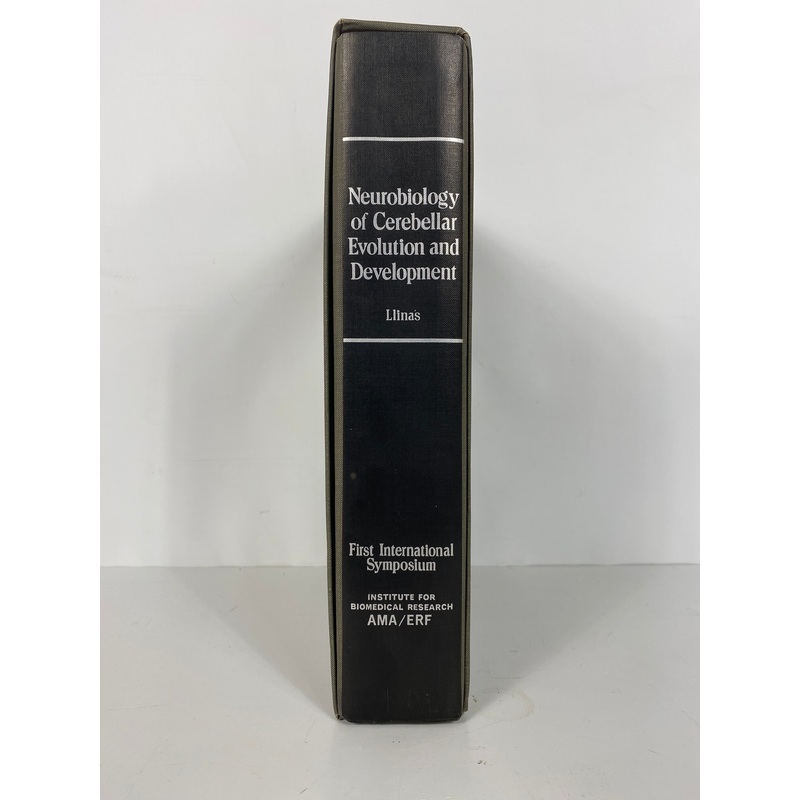 Neurobiology
of Cerebellar
Evolution and
Development
Llinás
First International
Symposium
INSTITUTE FOR
BIOMEDICAL RESEARCH
AMA/ERF